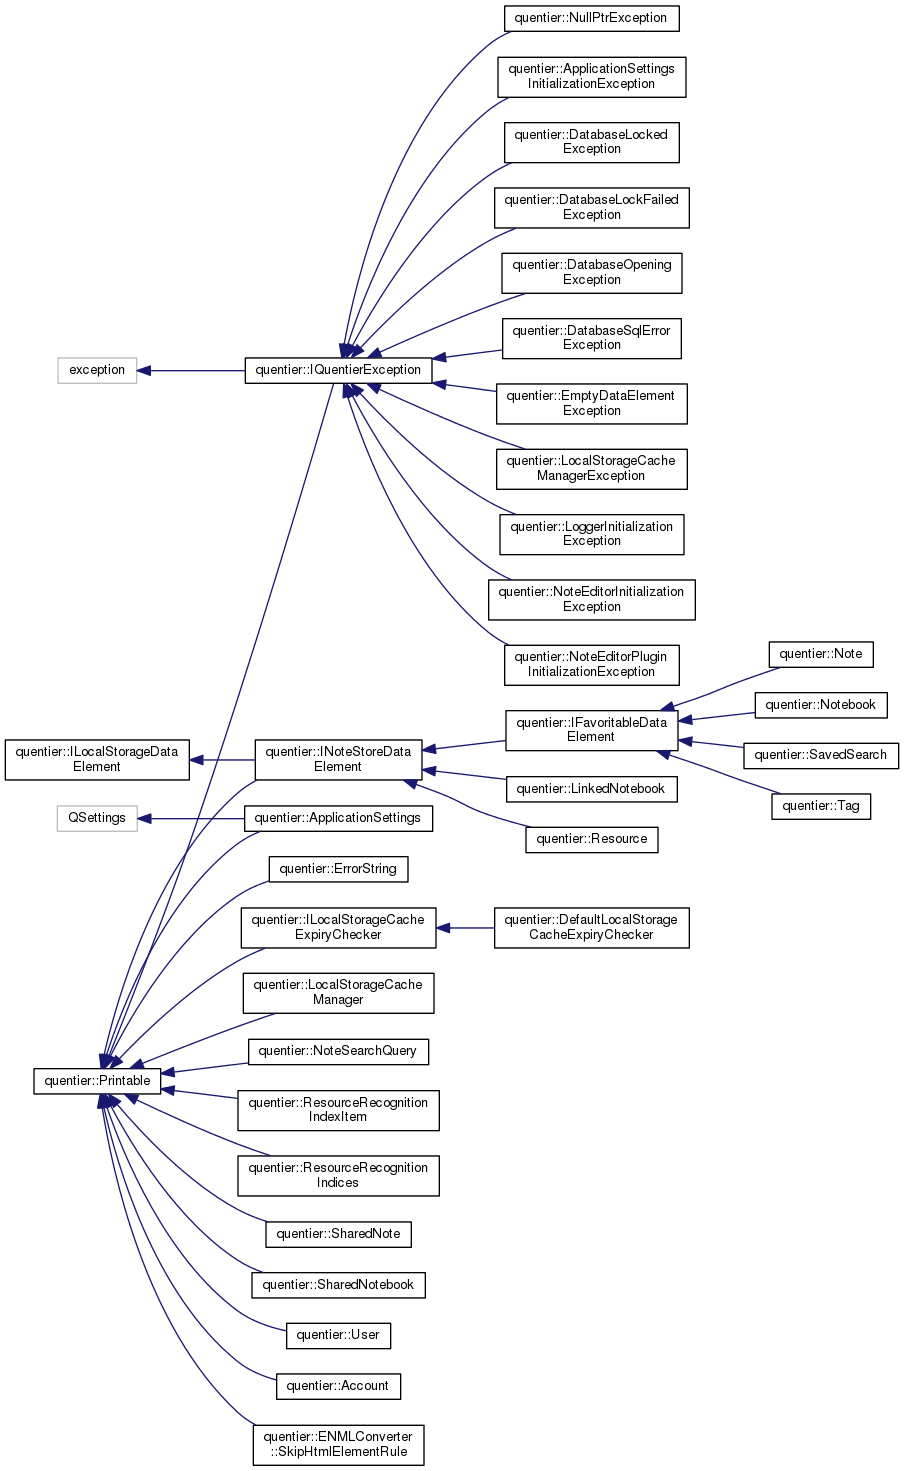 quentier::NullPtrException
quentier::ApplicationSettings
InitializationException
quentier::DatabaseLocked
Exception
quentier::DatabaseLockFailed
Exception
quentier::DatabaseOpening
Exception
quentier::DatabaseSqlError
Exception
exception
quentier::IQuentierException
quentier::EmptyDataElement
Exception
quentier::LocalStorageCache
ManagerException
quentier::LoggerInitialization
Exception
quentier::NoteEditorInitialization
Exception
quentier::NoteEditorPlugin
InitializationException
quentier::Note
quentier::Notebook
quentier::IFavoritableData
Element
quentier::SavedSearch
quentier::ILocalStorageData
Element
quentier::INoteStoreData
Element
quentier::LinkedNotebook
quentier::Tag
QSettings
quentier::ApplicationSettings
quentier::Resource
quentier::ErrorString
quentier::ILocalStorageCache
ExpiryChecker
quentier::DefaultLocalStorage
CacheExpiryChecker
quentier::LocalStorageCache
Manager
quentier::NoteSearchQuery
quentier::Printable
quentier::ResourceRecognition
IndexItem
quentier::ResourceRecognition
Indices
quentier::SharedNote
quentier::SharedNotebook
quentier::User
quentier::Account
quentier::ENMLConverter
::SkipHtmlElementRule